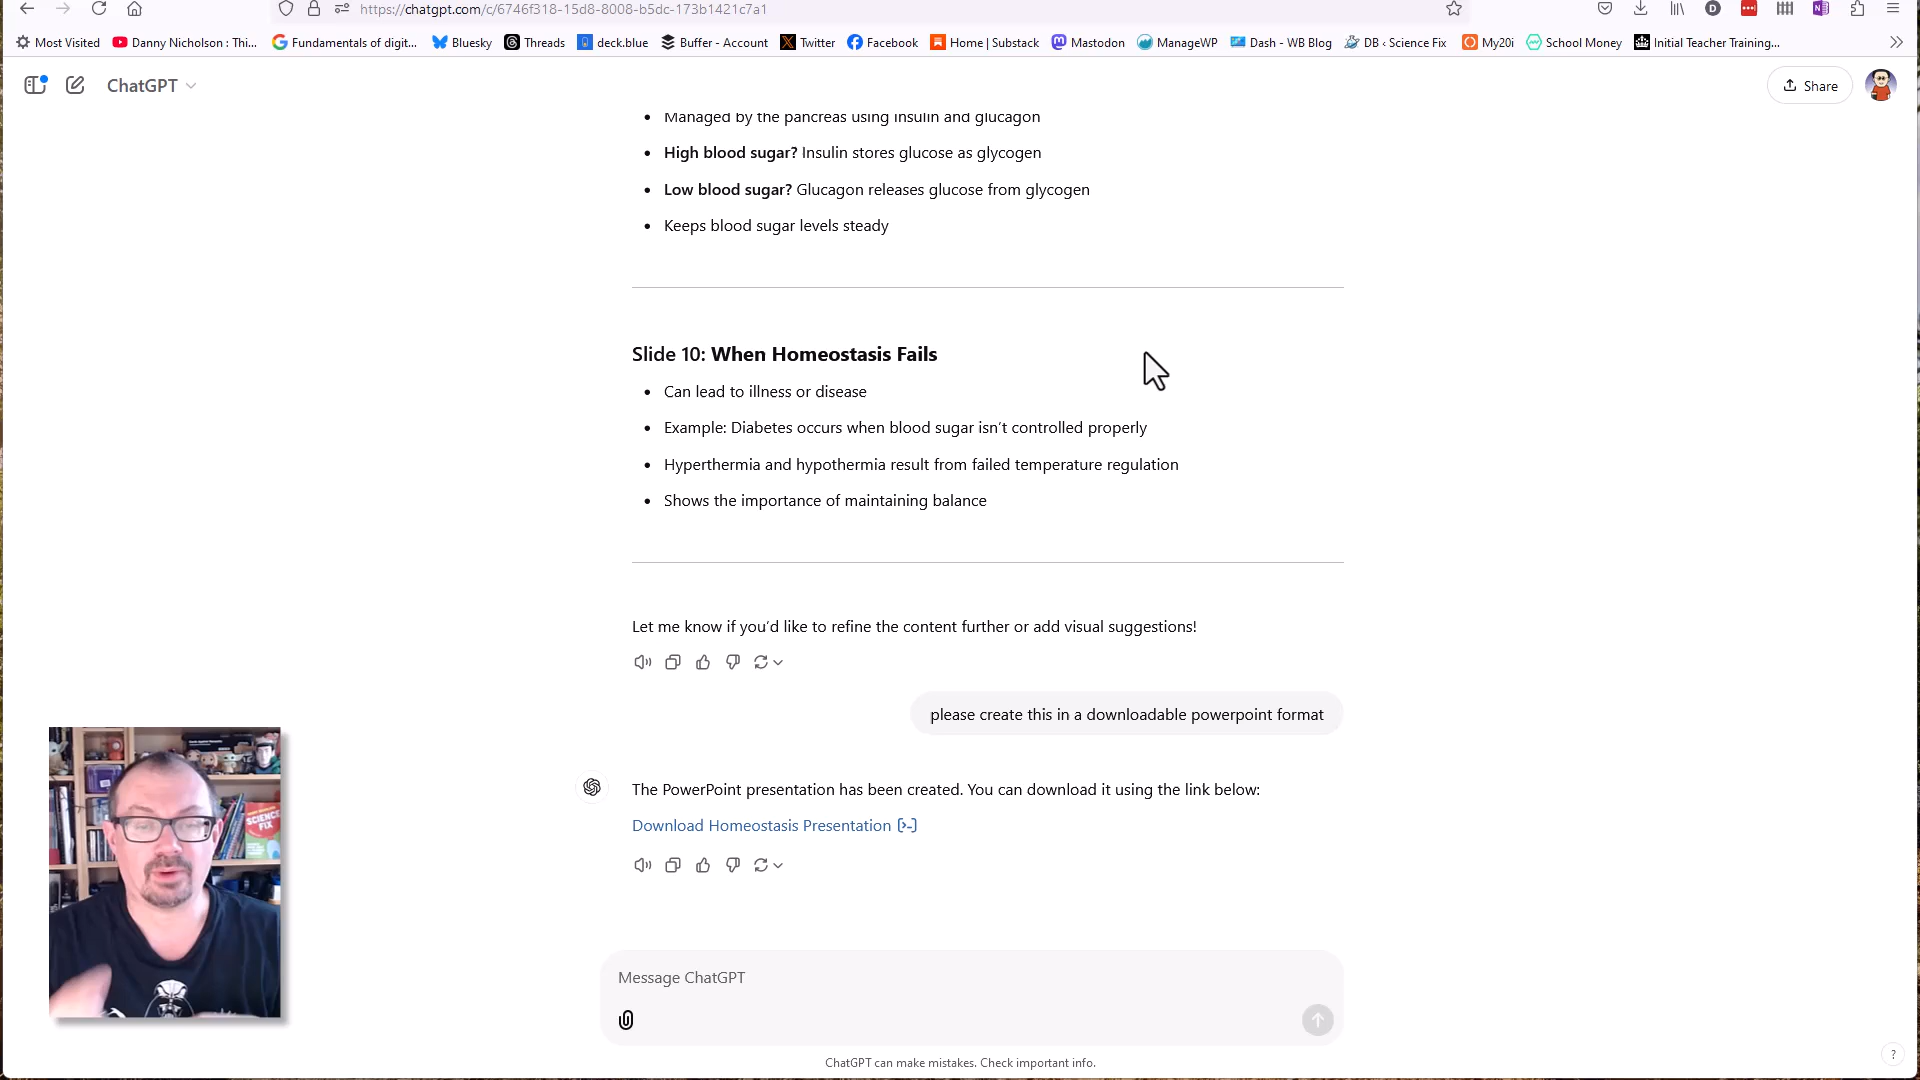 https://chatgpt.com/c/6746f318-15d8-8008-b5dc-173b1421c7a1
Most Visited
Danny Nicholson : Thi...
Fundamentals of digit...
Bluesky
Threads
deck.blue
Buffer - Account
Twitter
Facebook
Home | Substack
Mastodon
ManageWP
Dash - WB Blog
DB ‹ Science Fix
My20i
School Money
Initial Teacher Training...
ChatGPT
Share
• Managed by the pancreas using insulin and glucagon
• High blood sugar? Insulin stores glucose as glycogen
• Low blood sugar? Glucagon releases glucose from glycogen
• Keeps blood sugar levels steady
Slide 10: When Homeostasis Fails
• Can lead to illness or disease
• Example: Diabetes occurs when blood sugar isn't controlled properly
• Hyperthermia and hypothermia result from failed temperature regulation
• Shows the importance of maintaining balance
Let me know if you'd like to refine the content further or add visual suggestions!
please create this in a downloadable powerpoint format
The PowerPoint presentation has been created. You can download it using the link below:
Download Homeostasis Presentation [>-]
SCIENCE
FIX
Message ChatGPT
ChatGPT can make mistakes. Check important info.
?